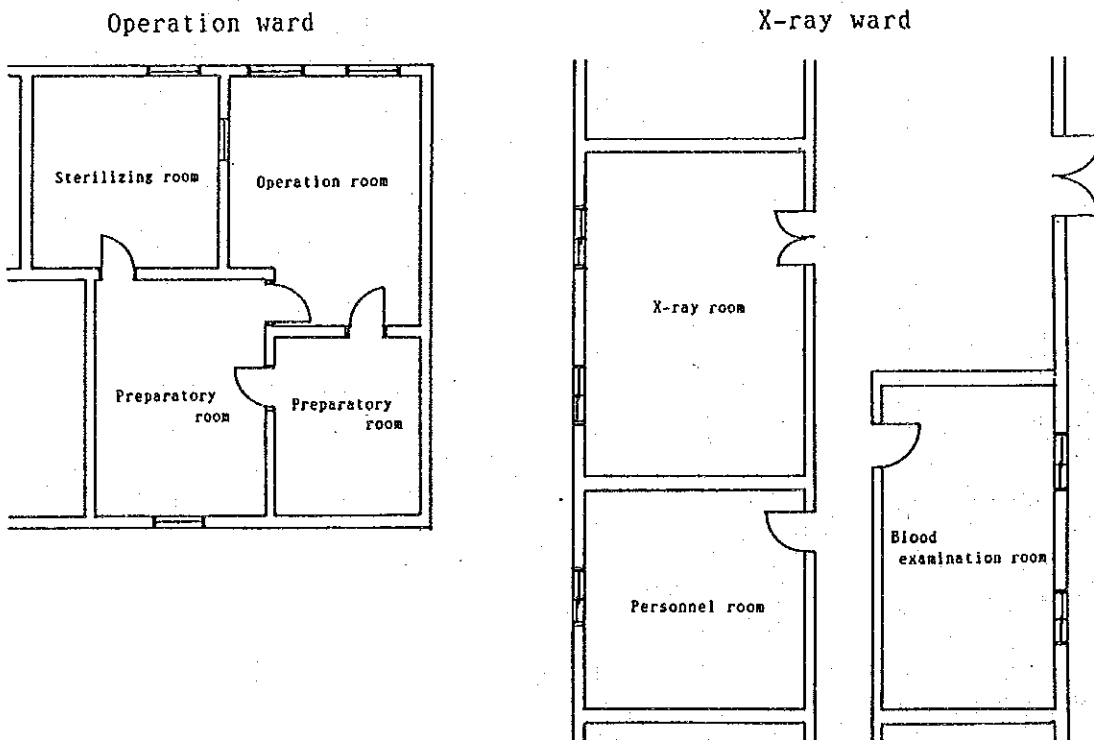 Operation ward
X-ray ward
Sterilizing room
Operation room
Preparatory
room
Preparatory
room
X-ray room
Personnel room
Blood
examination room